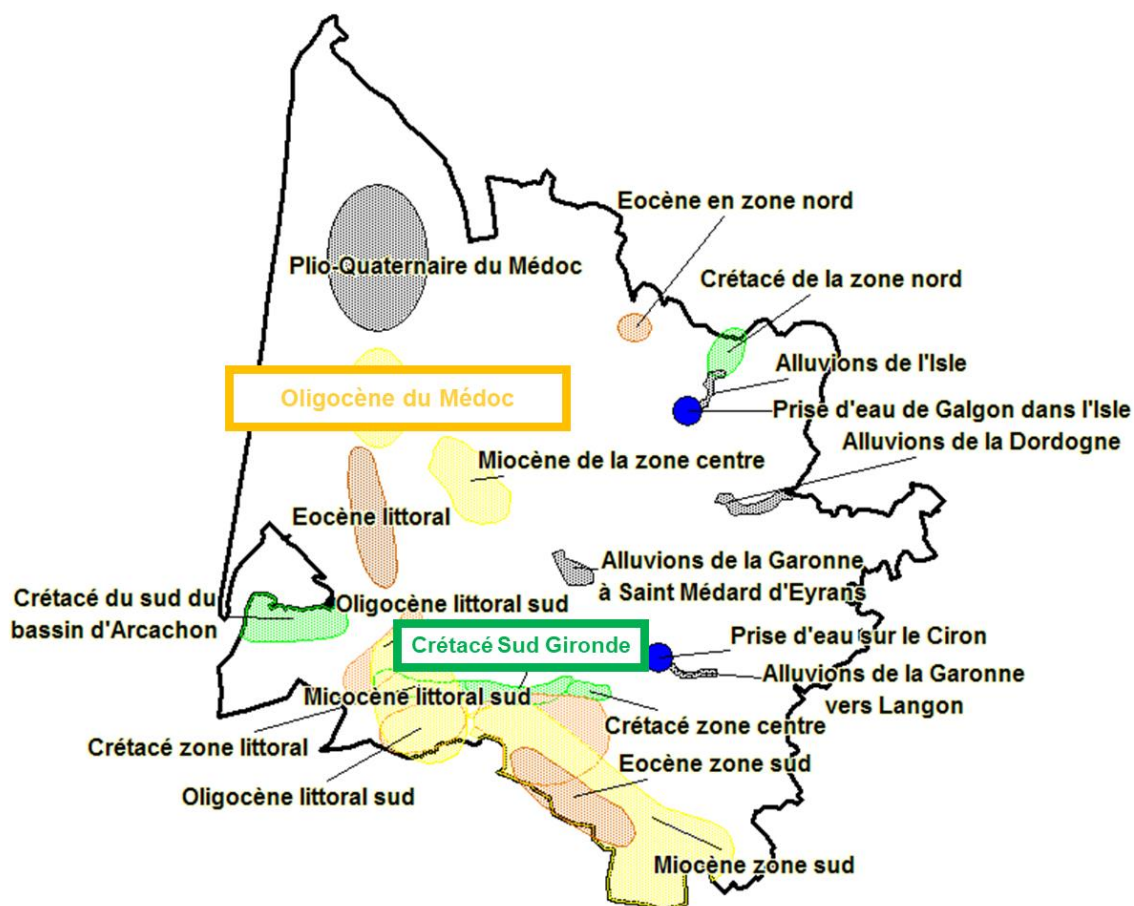 Eocène en zone nord
Plio-Quaternaire du Médoc
Crétacé de la zone nord
Alluvions de l'Isle
Oligocène du Médoc
Prise d'eau de Galgon dans l'Isle
Alluvions de la Dordogne
Miocène de la zone centre
Eocène littoral
Alluvions de la Garonne
à Saint Médard d'Eyrans
Crétacé du sud du
bassin d'Arcachon
Oligocène littoral sud
Crétacé Sud Gironde
Prise d'eau sur le Ciron
Alluvions de la Garonne
vers Langon
Micocène littoral sud
Crétacé zone centre
Crétacé zone littoral
Eocène zone sud
Oligocène littoral sud
Miocène zone sud